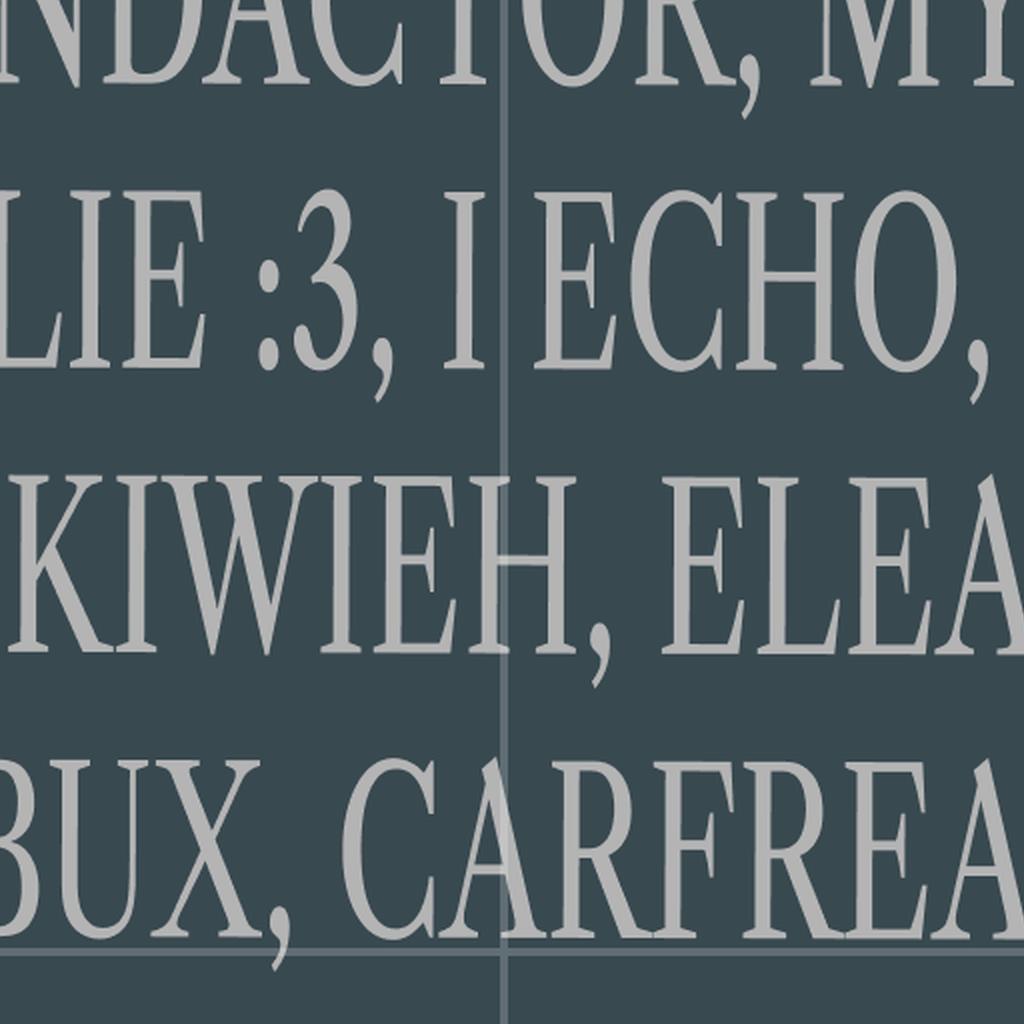 NDACTOR, MY
LIE :3, I ECHO,
KIWIEH, ELEA
BUX, CARFREA